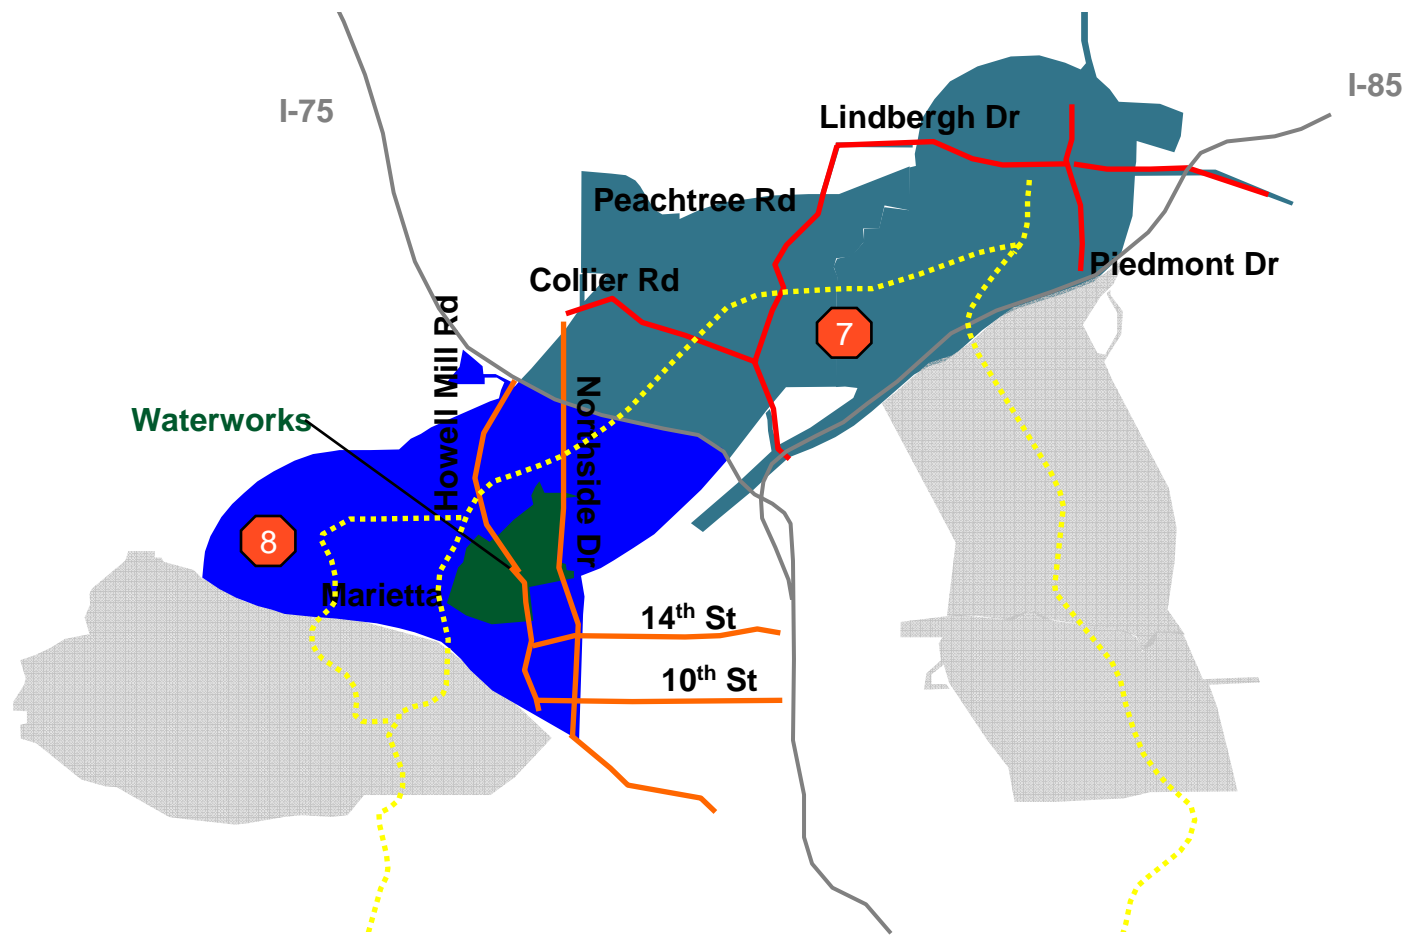 I-85
I-75
Lindbergh Dr
Peachtree Rd
Piedmont Dr
Collier Rd
7
Howell Mill Rd
Northside Dr
Waterworks
8
Marietta
14th St
10th St